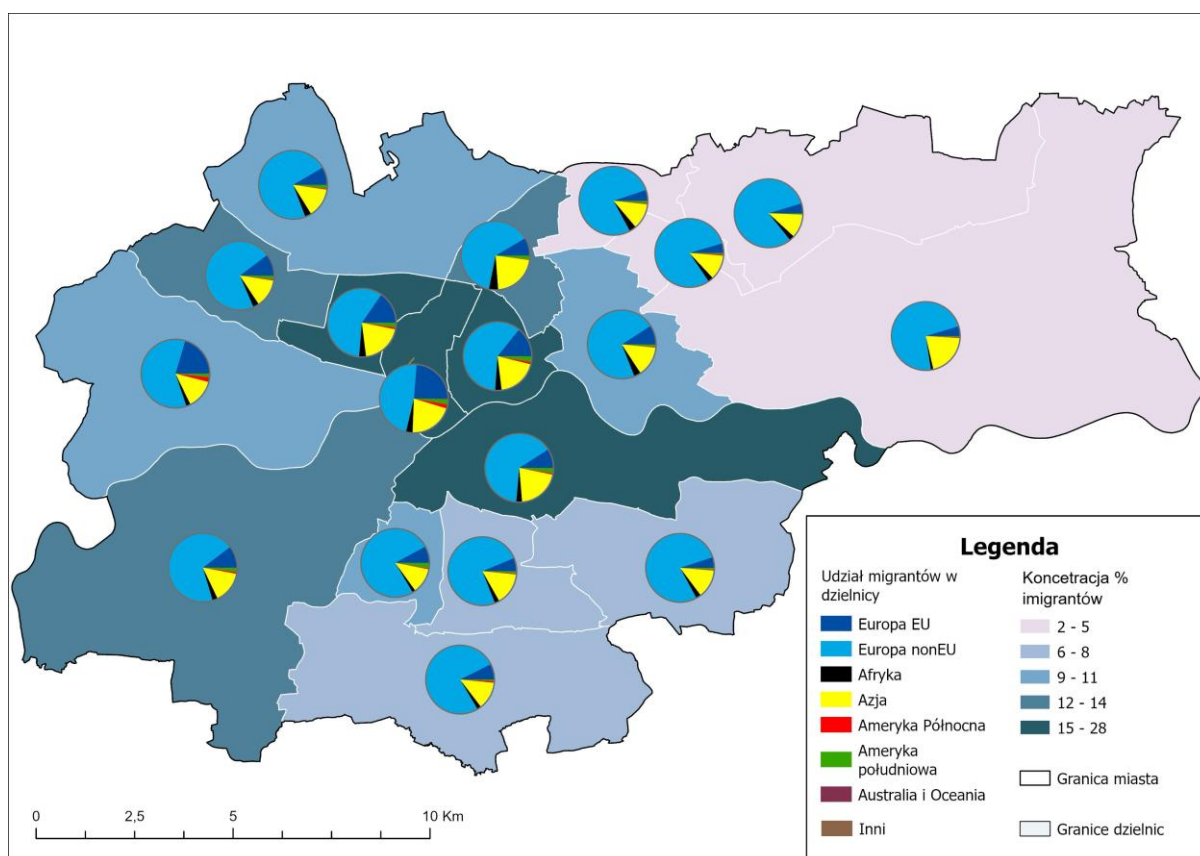 Legenda
Udział migrantów w
dzielnicy
Europa EU
Europa nonEU
Afryka
Azja
Ameryka Północna
Ameryka
południowa
Australia i Oceania
Inni
Koncetracja %
imigrantów
2 - 5
6 - 8
9 - 11
12 - 14
15 - 28
Granica miasta
Granice dzielnic
0 2,5 5 10 Km